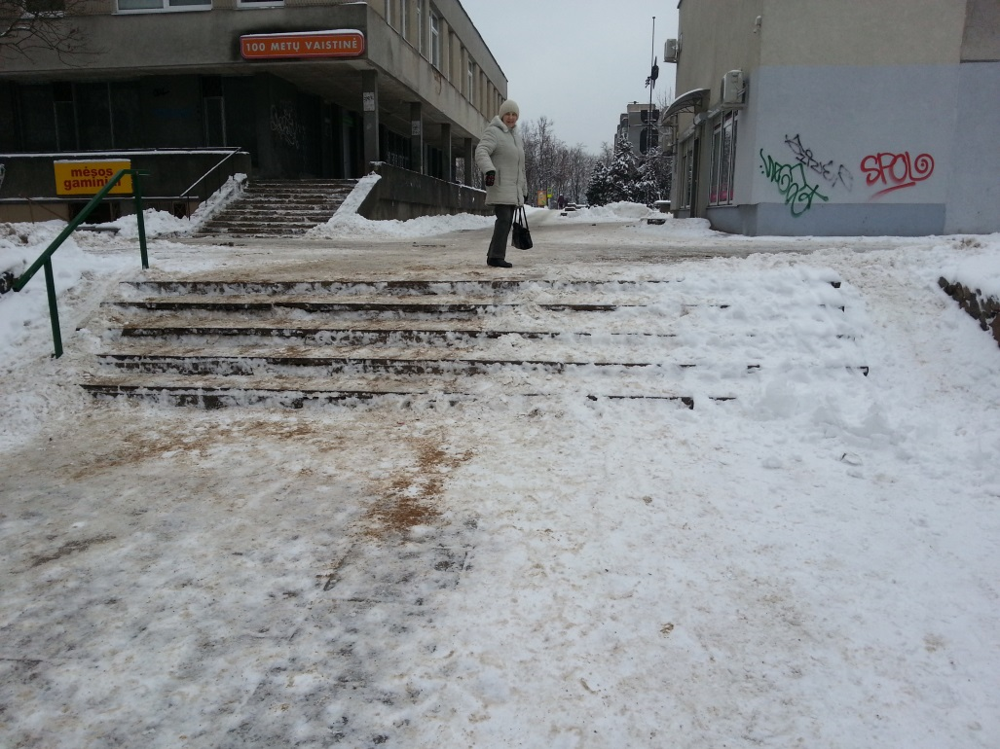 100 METŲ VAISTINĖ
mėsos
gaminiai
SPOLO